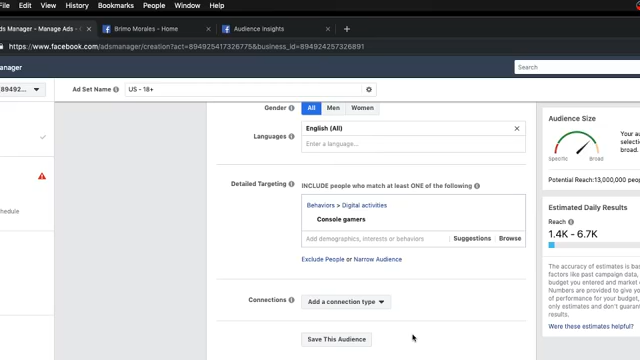 Edit View History Bookmarks People Window Help
Ads Manager - Manage Ads -
Brimo Morales - Home
Audience Insights
https://www.facebook.com/adsmanager/creation?act=894925417326775&business_id=894924257326891
anager
Search
89492...
Ad Set Name
US - 18+
Gender
All Men Women
Languages
English (All)
Enter a language...
Detailed Targeting
INCLUDE people who match at least ONE of the following
Behaviors > Digital activities
Console gamers
Add demographics, interests or behaviors
Suggestions
Browse
Exclude People or Narrow Audience
Connections
Add a connection type
Save This Audience
hedule
Audience Size
Your au
selecti
broad.
Specific
Broad
Potential Reach:13,000,000 peop
Estimated Daily Results
Reach
1.4K - 6.7K
The accuracy of estimates is bas
factors like past campaign data,
budget you entered and market d
Numbers are provided to give yo
of performance for your budget,
only estimates and don't guarant
results.
Were these estimates helpful?